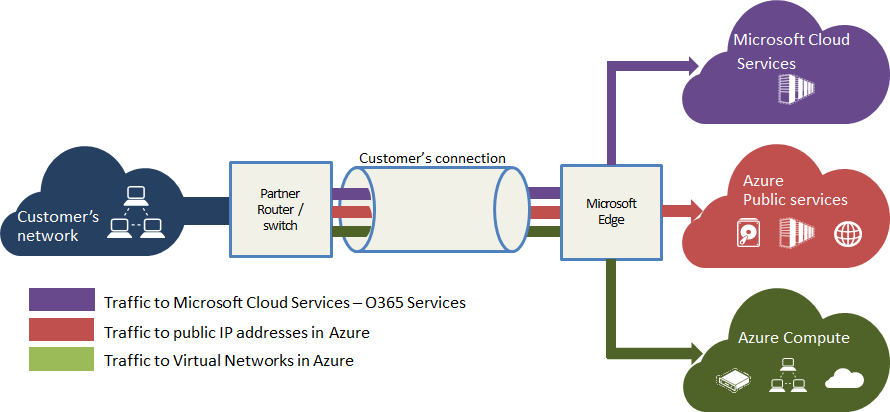 Microsoft Cloud
Services
Customer's connection
Customer's
network
Partner
Router /
switch
Microsoft
Edge
Azure
Public services
Traffic to Microsoft Cloud Services – O365 Services
Traffic to public IP addresses in Azure
Traffic to Virtual Networks in Azure
Azure Compute